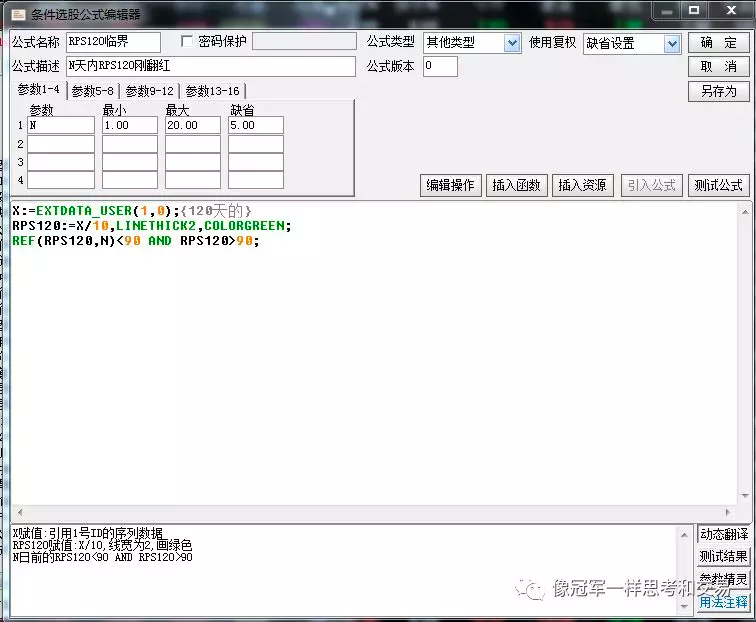 条件选股公式编辑器
公式名称 RPS120临界 密码保护 公式类型 其他类型 使用复权 缺省设置 确 定
公式描述 N天内RPS120刚翻红 公式版本 0 取 消
参数1-4 参数5-8 参数9-12 参数13-16 另存为
参数 最小 最大 缺省
1 N 1.00 20.00 5.00
2
3
4
编辑操作 插入函数 插入资源 引入公式 测试公式
X:=EXTDATA_USER(1,0);{120天的}
RPS120:=X/10,LINETHICK2,COLORGREEN;
REF(RPS120,N)<90 AND RPS120>90;
X赋值:引用1号ID的序列数据
RPS120赋值:X/10,线宽为2,画绿色
N日前的RPS120<90 AND RPS120>90
动态翻译
测试结果
参数精灵
用法注释
像冠军一样思考和交易